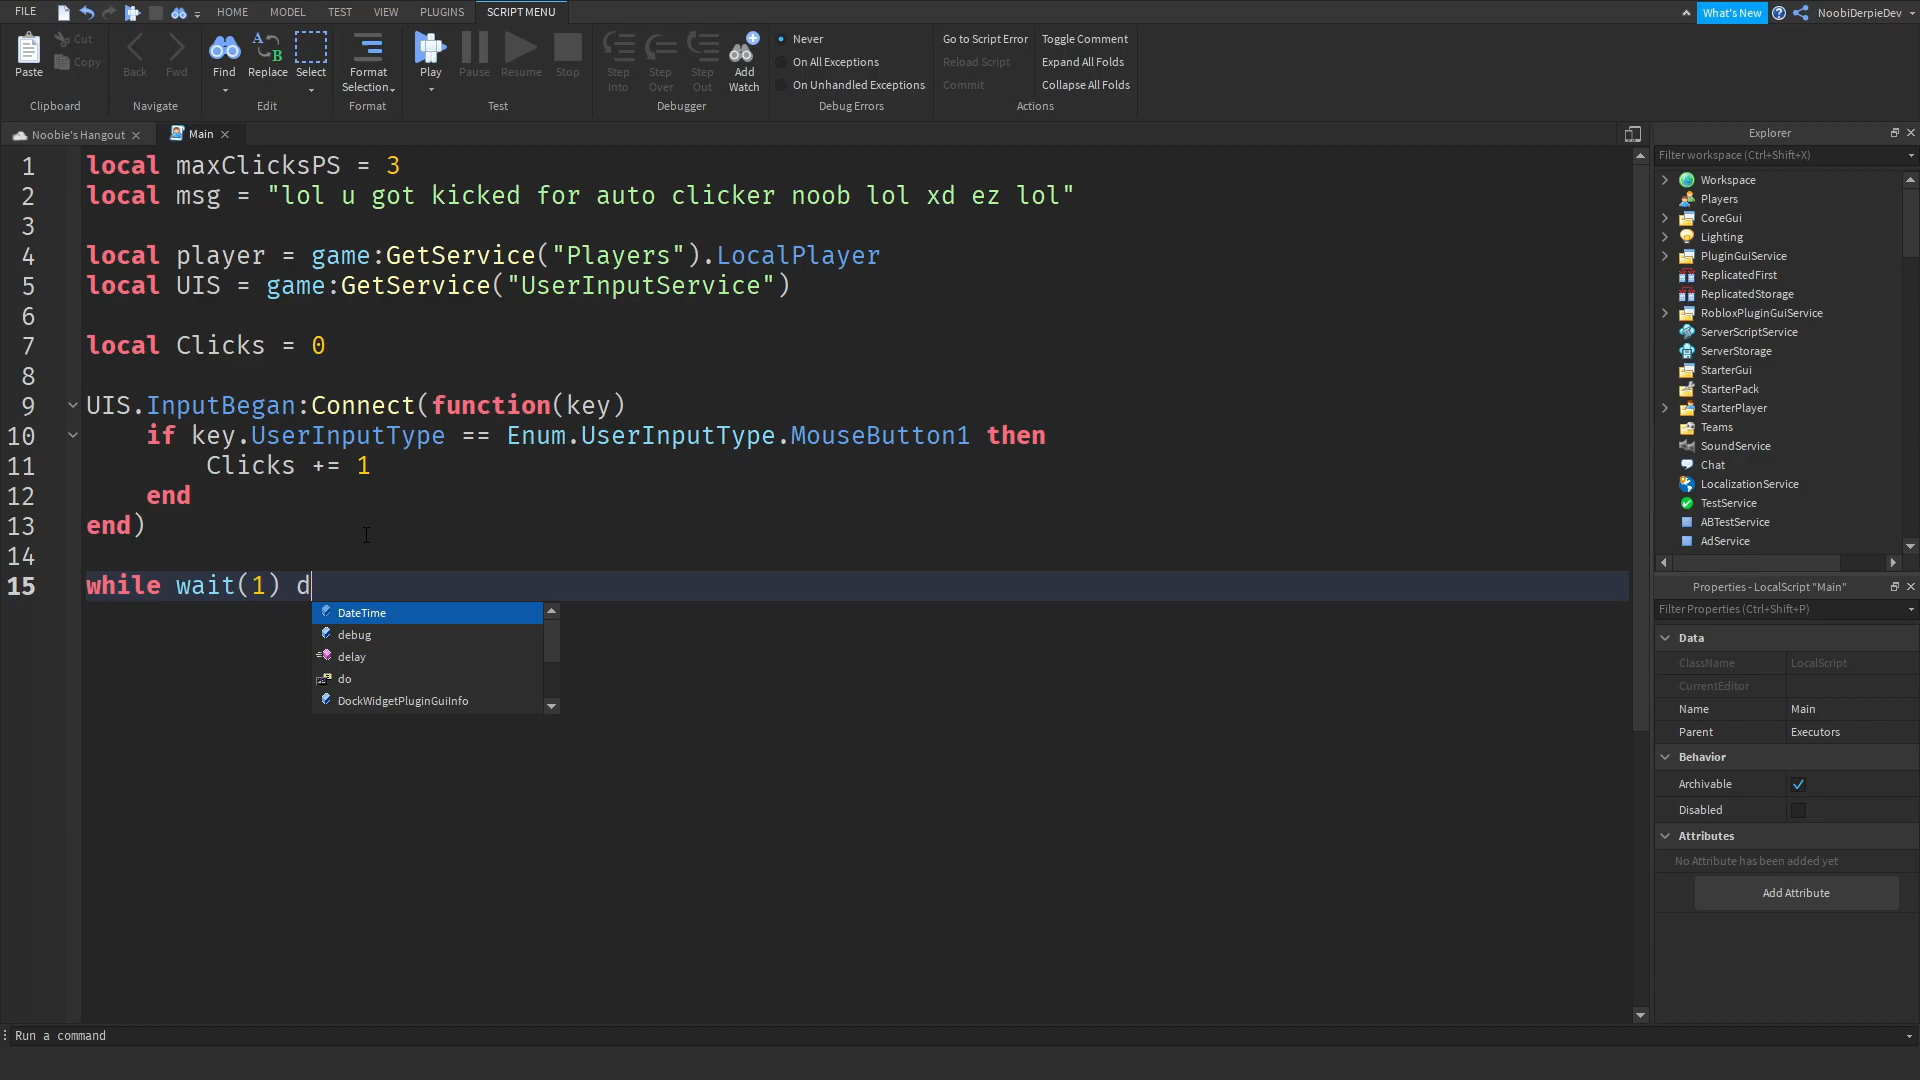 FILE HOME MODEL TEST VIEW PLUGINS SCRIPT MENU What's New NoobiDerpieDev
Cut
Copy
Paste Back Fwd Find Replace Select Format Selection Play Pause Resume Stop Step Into Step Over Step Out Add Watch
Never
On All Exceptions
On Unhandled Exceptions
Go to Script Error Toggle Comment
Reload Script Expand All Folds
Commit Collapse All Folds
Clipboard Navigate Edit Format Test Debugger Debug Errors Actions
Noobie's Hangout Main
1 local maxClicksPS = 3
2 local msg = "lol u got kicked for auto clicker noob lol xd ez lol"
3
4 local player = game:GetService("Players").LocalPlayer
5 local UIS = game:GetService("UserInputService")
6
7 local Clicks = 0
8
9 UIS.InputBegan:Connect(function(key)
10 if key.UserInputType == Enum.UserInputType.MouseButton1 then
11 Clicks += 1
12 end
13 end)
14
15 while wait(1) d
DateTime
debug
delay
do
DockWidgetPluginGuiInfo
Explorer
Filter workspace (Ctrl+Shift+X)
Workspace
Players
CoreGui
Lighting
PluginGuiService
ReplicatedFirst
ReplicatedStorage
RobloxPluginGuiService
ServerScriptService
ServerStorage
StarterGui
StarterPack
StarterPlayer
Teams
SoundService
Chat
LocalizationService
TestService
ABTestService
AdService
Properties - LocalScript "Main"
Filter Properties (Ctrl+Shift+P)
Data
ClassName LocalScript
CurrentEditor
Name Main
Parent Executors
Behavior
Archivable
Disabled
Attributes
No Attribute has been added yet
Add Attribute
Run a command